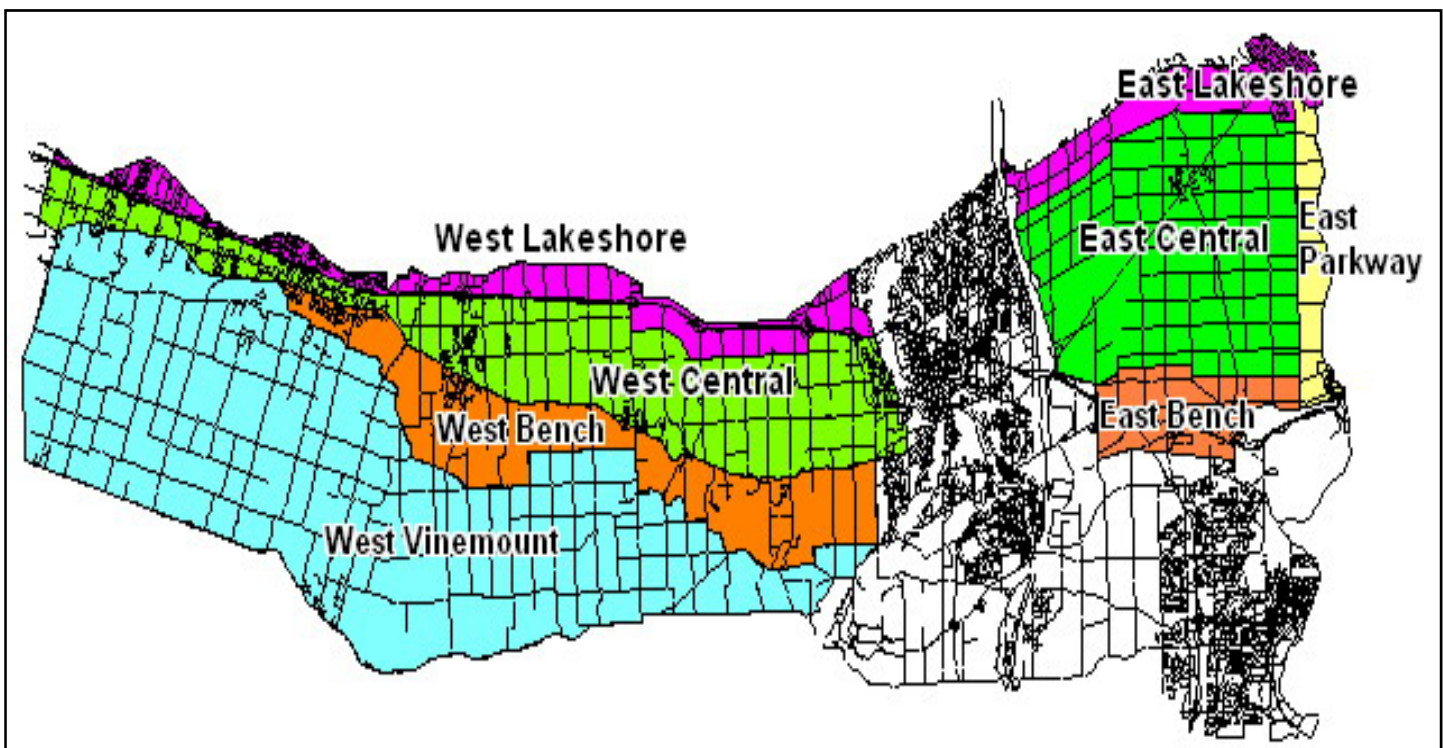 East Lakeshore
West Lakeshore
East Central
East
Parkway
West Central
East Bench
West Bench
West Vinemount